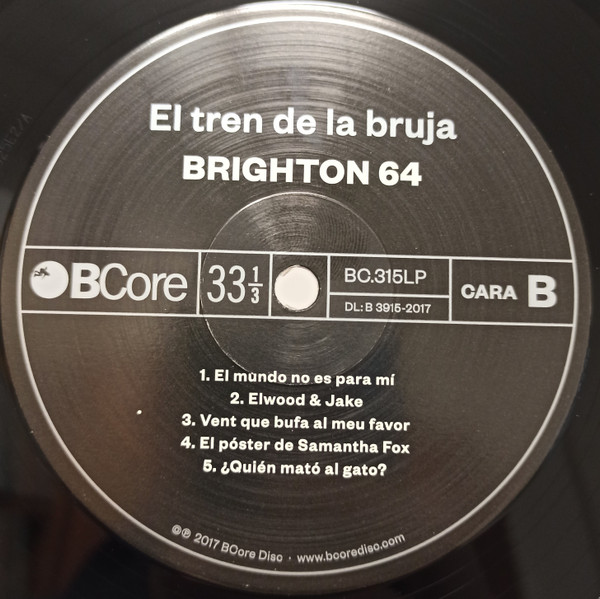 El tren de la bruja
BRIGHTON 64
BCore
33 1/3
BC.315LP
DL: B 3915-2017
CARA B
1. El mundo no es para mí
2. Elwood & Jake
3. Vent que bufa al meu favor
4. El póster de Samantha Fox
5. ¿Quién mató al gato?
©℗ 2017 BCore Disc · www.bcoredisc.com